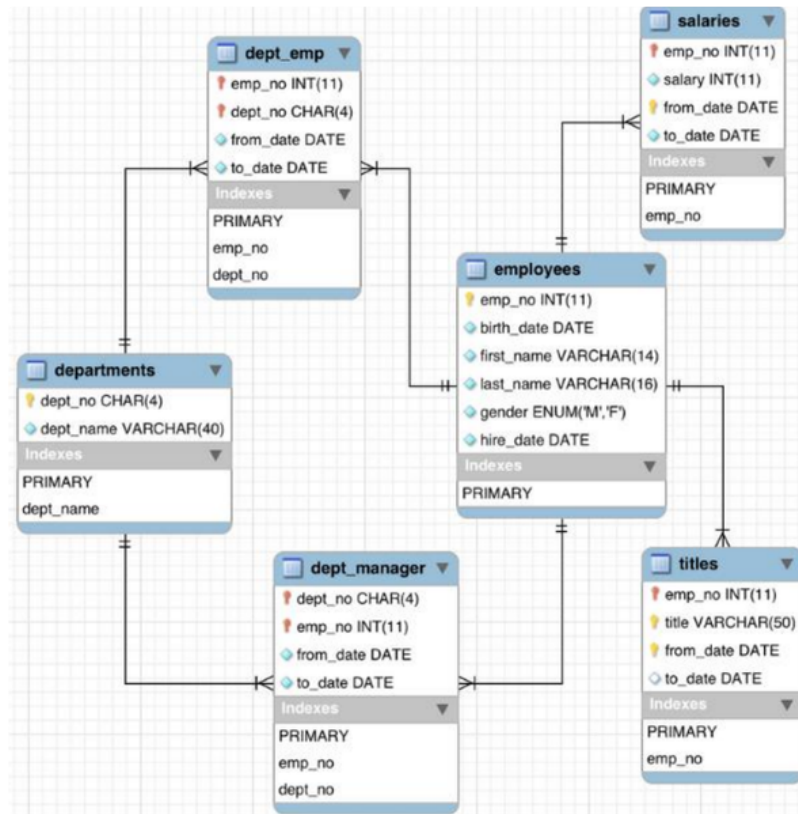 dept_emp
emp_no INT(11)
dept_no CHAR(4)
from_date DATE
to_date DATE
Indexes
PRIMARY
emp_no
dept_no
salaries
emp_no INT(11)
salary INT(11)
from_date DATE
to_date DATE
Indexes
PRIMARY
emp_no
employees
emp_no INT(11)
birth_date DATE
first_name VARCHAR(14)
last_name VARCHAR(16)
gender ENUM('M','F')
hire_date DATE
Indexes
PRIMARY
departments
dept_no CHAR(4)
dept_name VARCHAR(40)
Indexes
PRIMARY
dept_name
dept_manager
dept_no CHAR(4)
emp_no INT(11)
from_date DATE
to_date DATE
Indexes
PRIMARY
emp_no
dept_no
titles
emp_no INT(11)
title VARCHAR(50)
from_date DATE
to_date DATE
Indexes
PRIMARY
emp_no